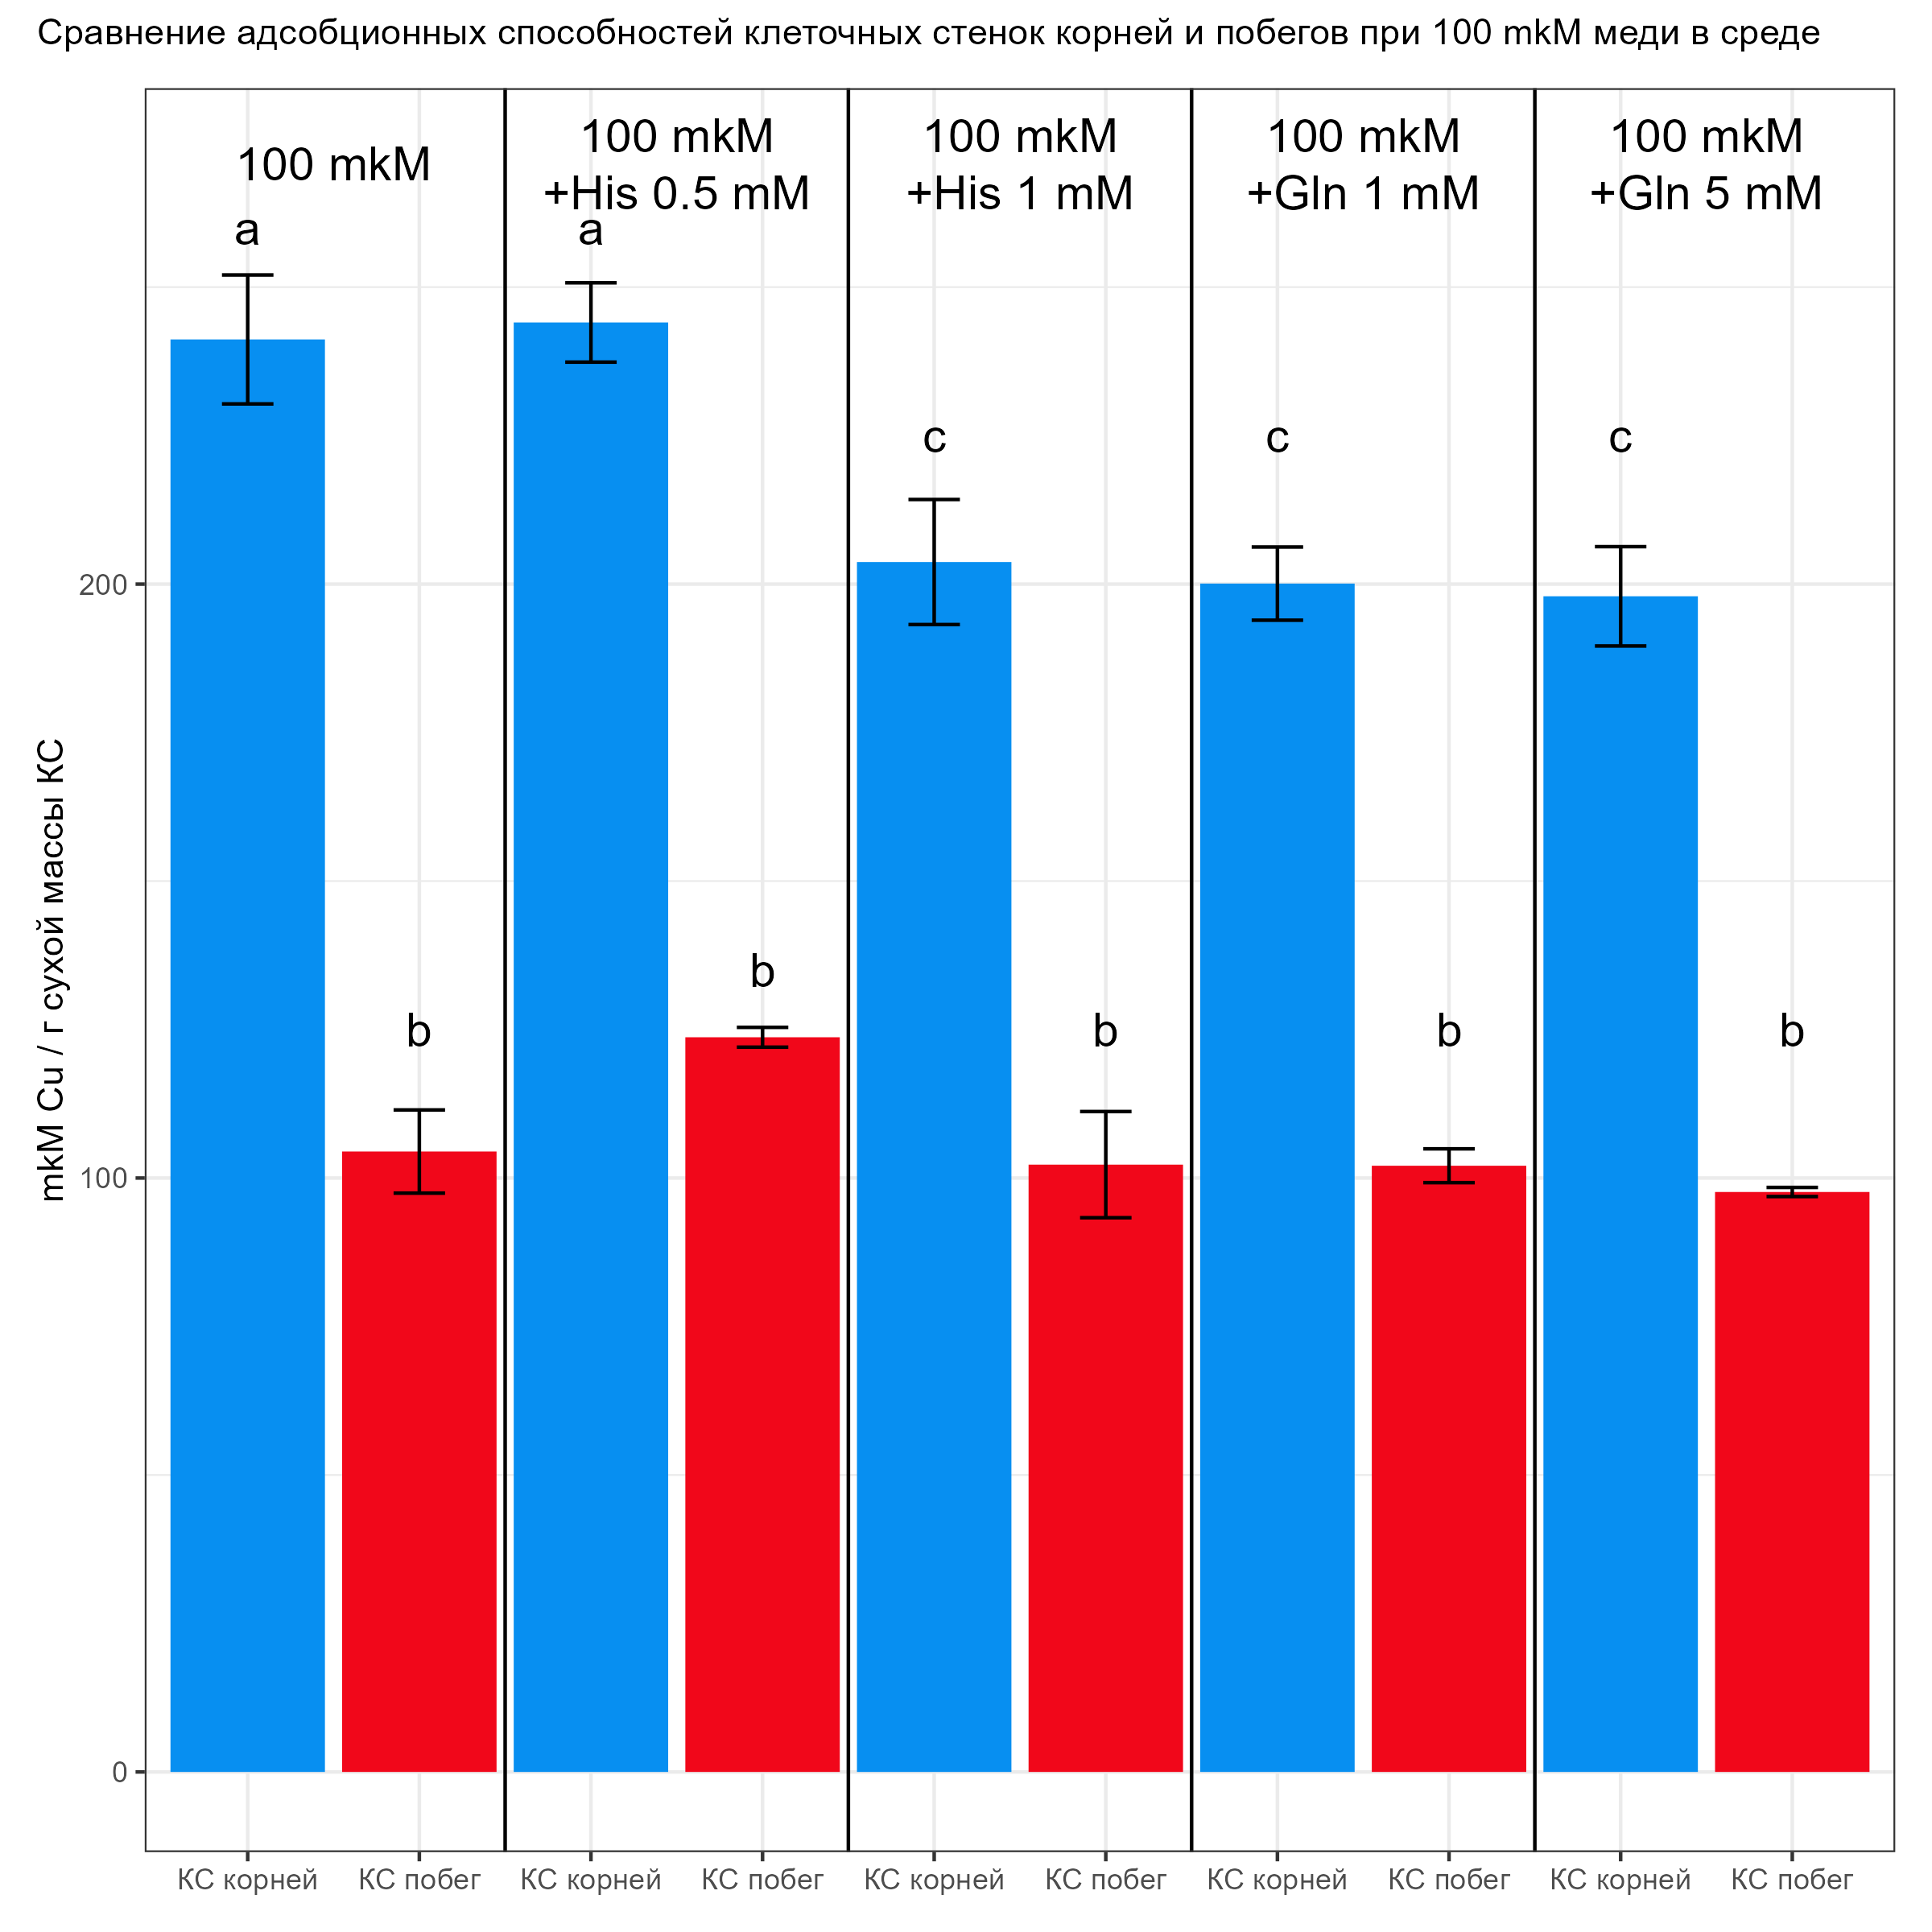 Сравнение адсобционных способностей клеточных стенок корней и побегов при 100 mkM меди в среде
100 mkM
100 mkM
+His 0.5 mM
100 mkM
+His 1 mM
100 mkM
+Gln 1 mM
100 mkM
+Gln 5 mM
a
a
c
c
c
b
b
b
b
b
mkM Cu / г сухой массы КС
200
100
0
КС корней
КС побег
КС корней
КС побег
КС корней
КС побег
КС корней
КС побег
КС корней
КС побег